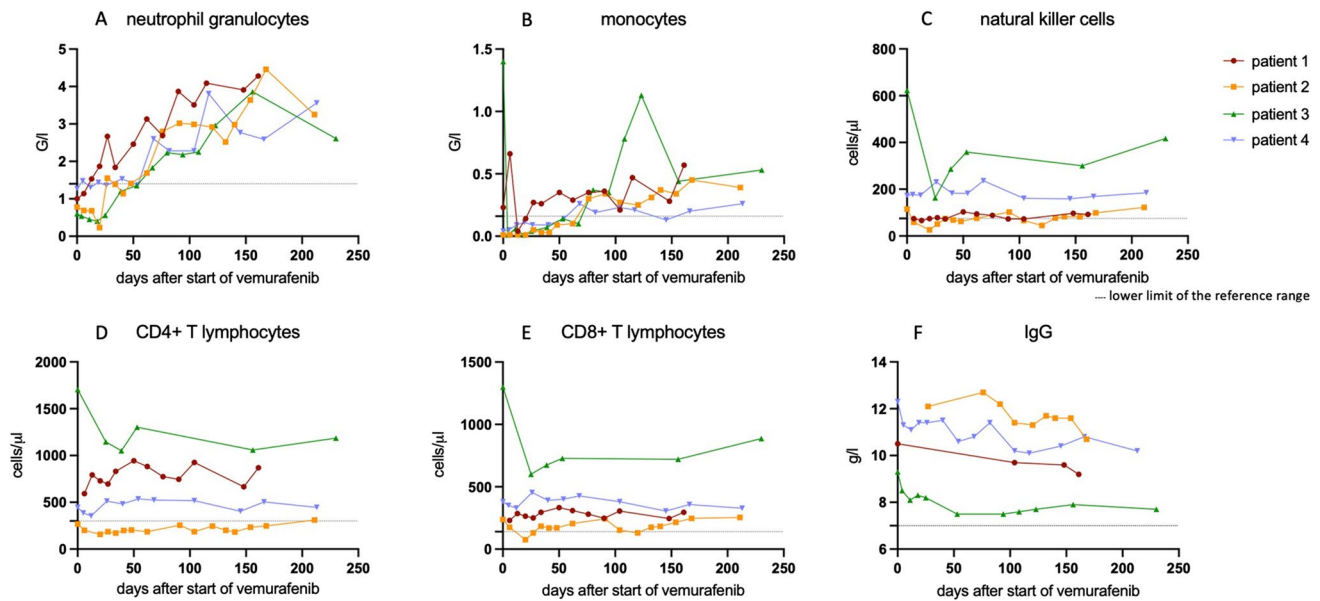 A neutrophil granulocytes
B monocytes
C natural killer cells
5
4
3
2
1
0
G/l
0 50 100 150 200 250
days after start of vemurafenib
1.5
1.0
0.5
0.0
G/l
0 50 100 150 200 250
days after start of vemurafenib
800
600
400
200
0
cells/µl
0 50 100 150 200 250
days after start of vemurafenib
patient 1
patient 2
patient 3
patient 4
lower limit of the reference range
D CD4+ T lymphocytes
E CD8+ T lymphocytes
F IgG
2000
1500
1000
500
0
cells/µl
0 50 100 150 200 250
days after start of vemurafenib
1500
1000
500
0
cells/µl
0 50 100 150 200 250
days after start of vemurafenib
14
12
10
8
6
g/l
0 50 100 150 200 250
days after start of vemurafenib